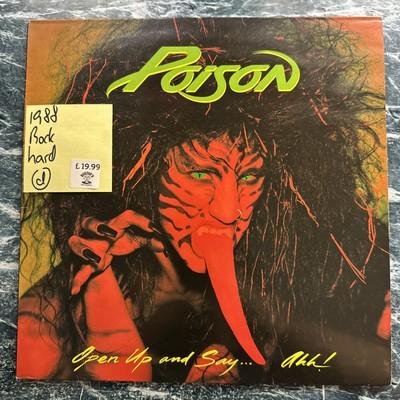 POISON
1988
Rock
hard
d
£19.99
Open Up and Say... Ahh!